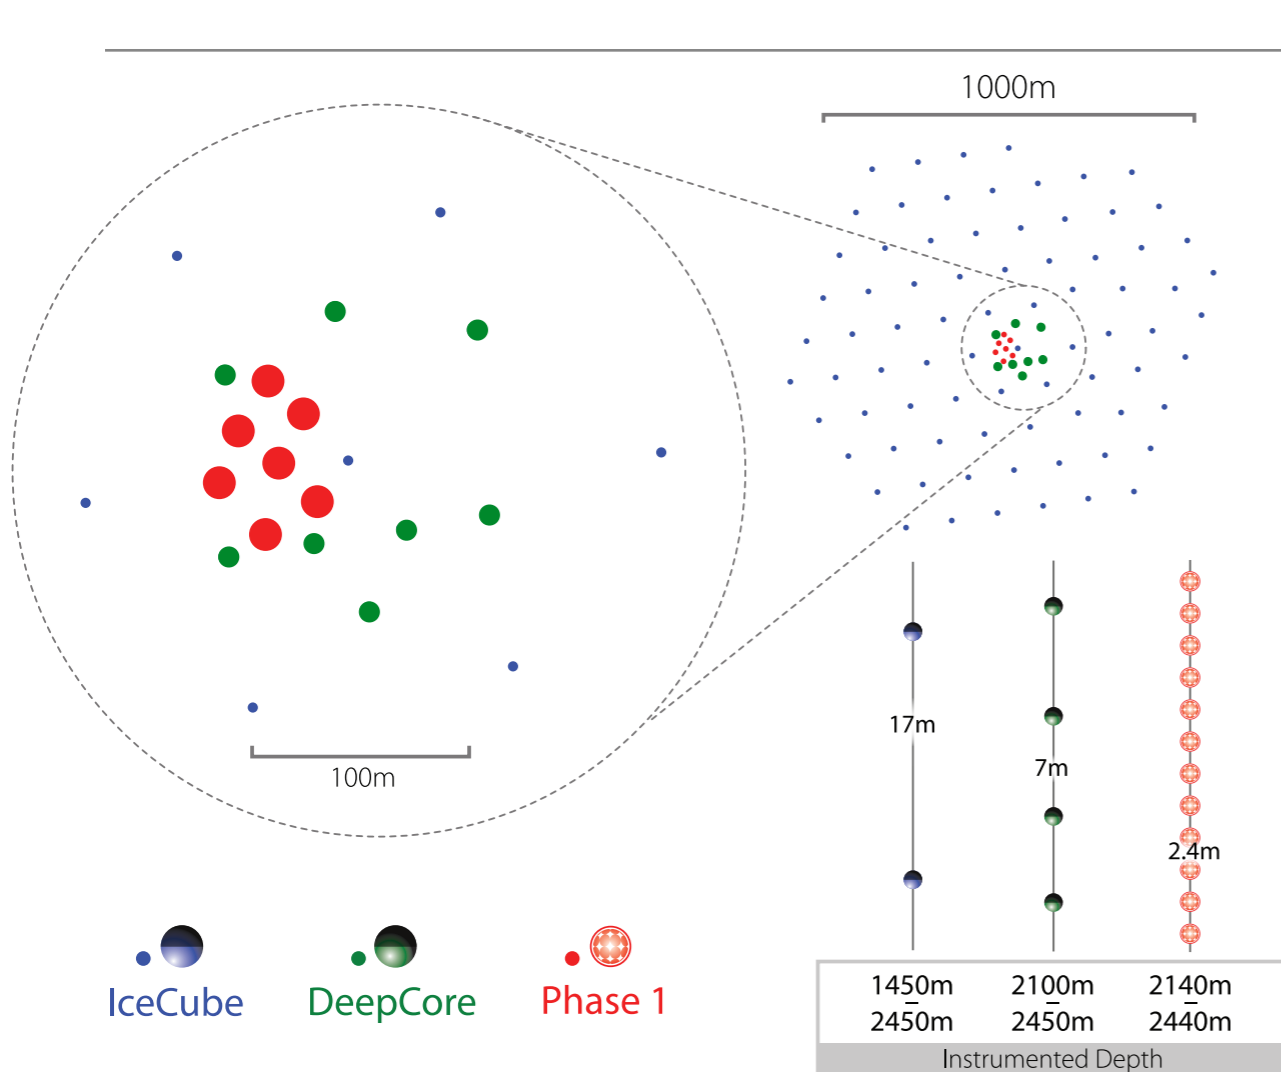 1000m
100m
17m
7m
2.4m
IceCube
DeepCore
Phase 1
1450m 2100m 2140m
– – –
2450m 2450m 2440m
Instrumented Depth